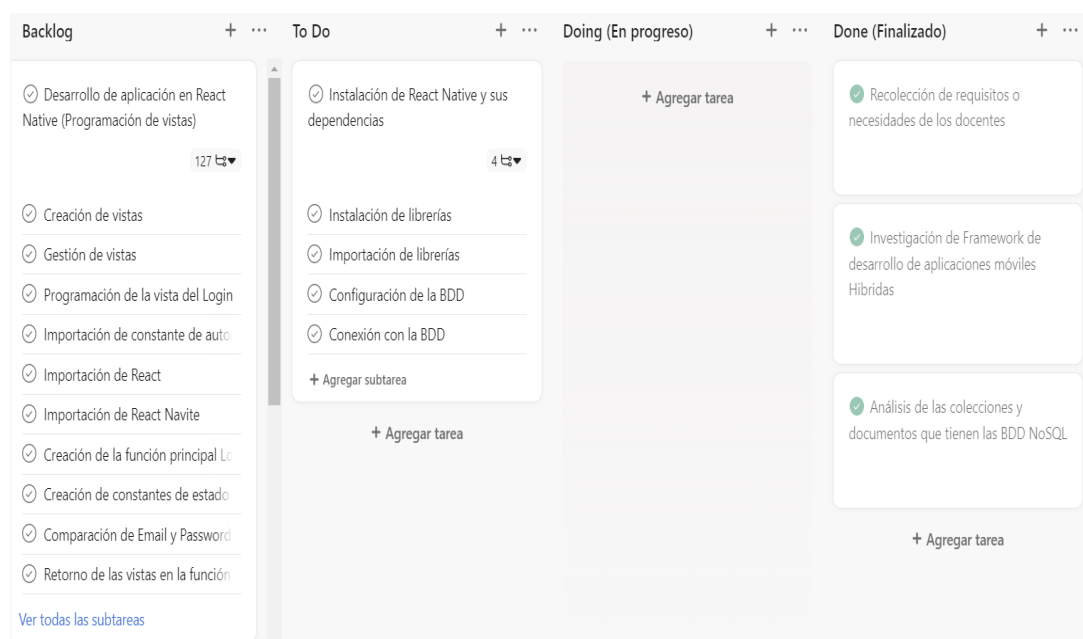 Backlog
Desarrollo de aplicación en React
Native (Programación de vistas)
127
Creación de vistas
Gestión de vistas
Programación de la vista del Login
Importación de constante de auto
Importación de React
Importación de React Navite
Creación de la función principal Lo
Creación de constantes de estado
Comparación de Email y Password
Retorno de las vistas en la función
Ver todas las subtareas
To Do
Instalación de React Native y sus
dependencias
4
Instalación de librerías
Importación de librerías
Configuración de la BDD
Conexión con la BDD
+ Agregar subtarea
+ Agregar tarea
Doing (En progreso)
+ Agregar tarea
Done (Finalizado)
Recolección de requisitos o
necesidades de los docentes
Investigación de Framework de
desarrollo de aplicaciones móviles
Hibridas
Análisis de las colecciones y
documentos que tienen las BDD NoSQL
+ Agregar tarea